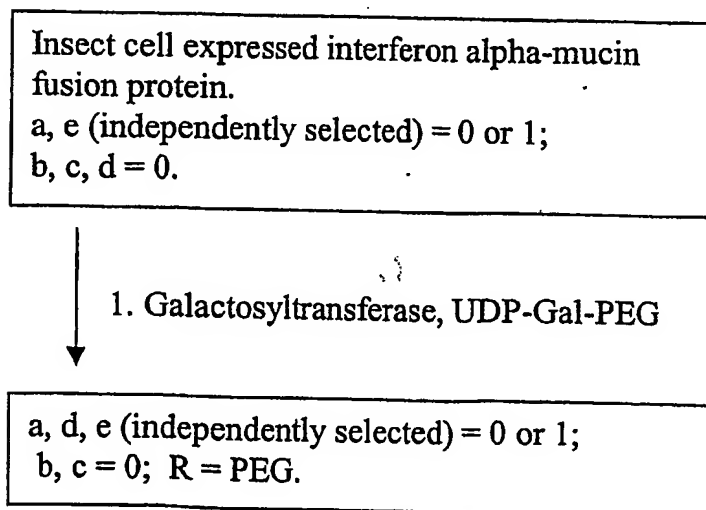 Insect cell expressed interferon alpha-mucin
fusion protein.
a, e (independently selected) = 0 or 1;
b, c, d = 0.
1. Galactosyltransferase, UDP-Gal-PEG
a, d, e (independently selected) = 0 or 1;
b, c = 0; R = PEG.